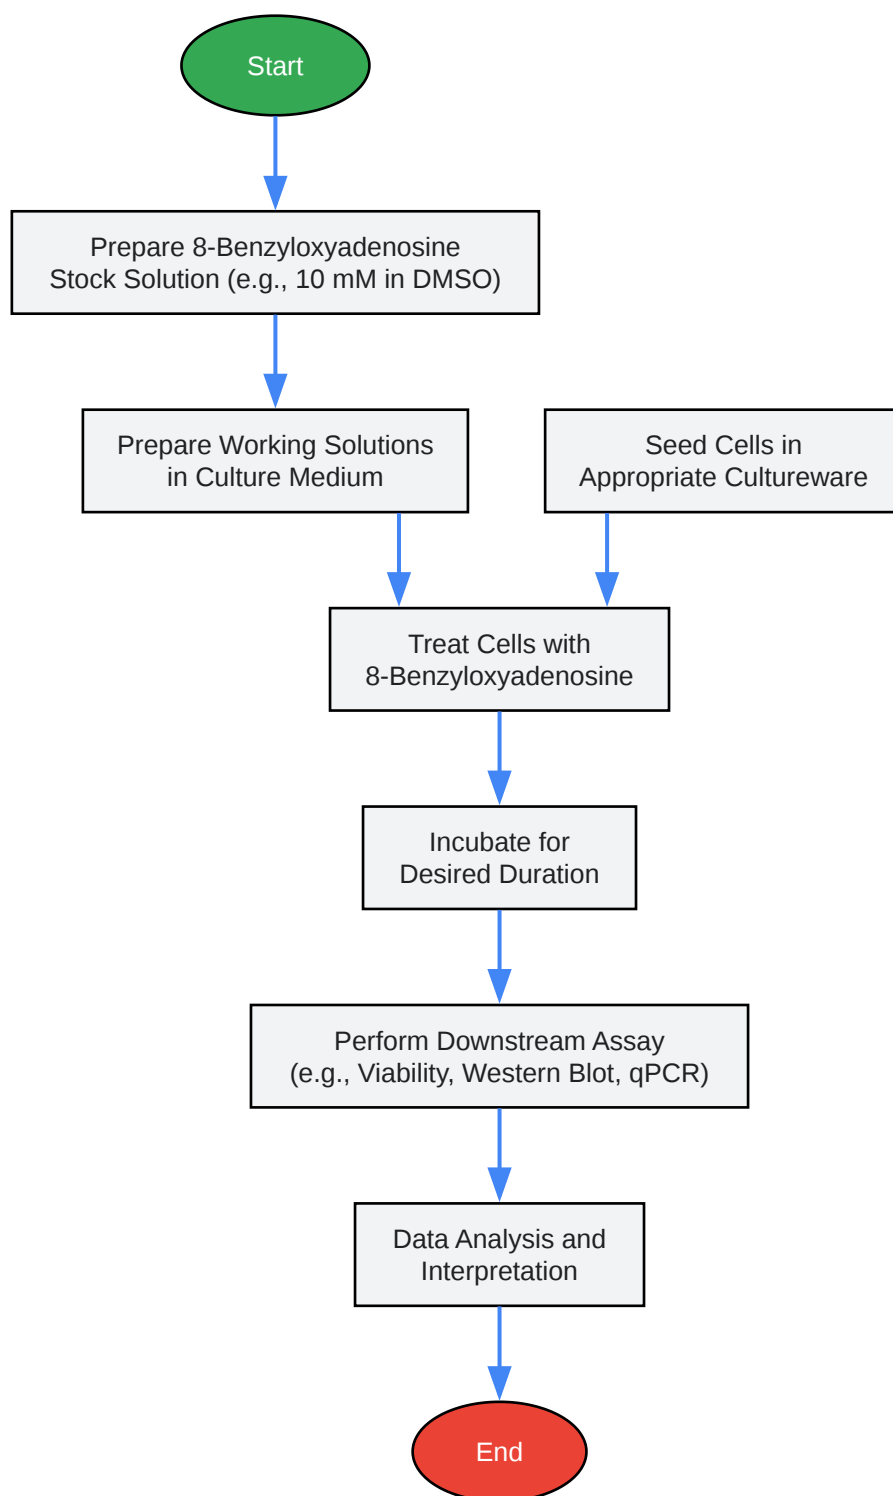 Start
Prepare 8-Benzyloxyadenosine
Stock Solution (e.g., 10 mM in DMSO)
Prepare Working Solutions
in Culture Medium
Seed Cells in
Appropriate Cultureware
Treat Cells with
8-Benzyloxyadenosine
Incubate for
Desired Duration
Perform Downstream Assay
(e.g., Viability, Western Blot, qPCR)
Data Analysis and
Interpretation
End